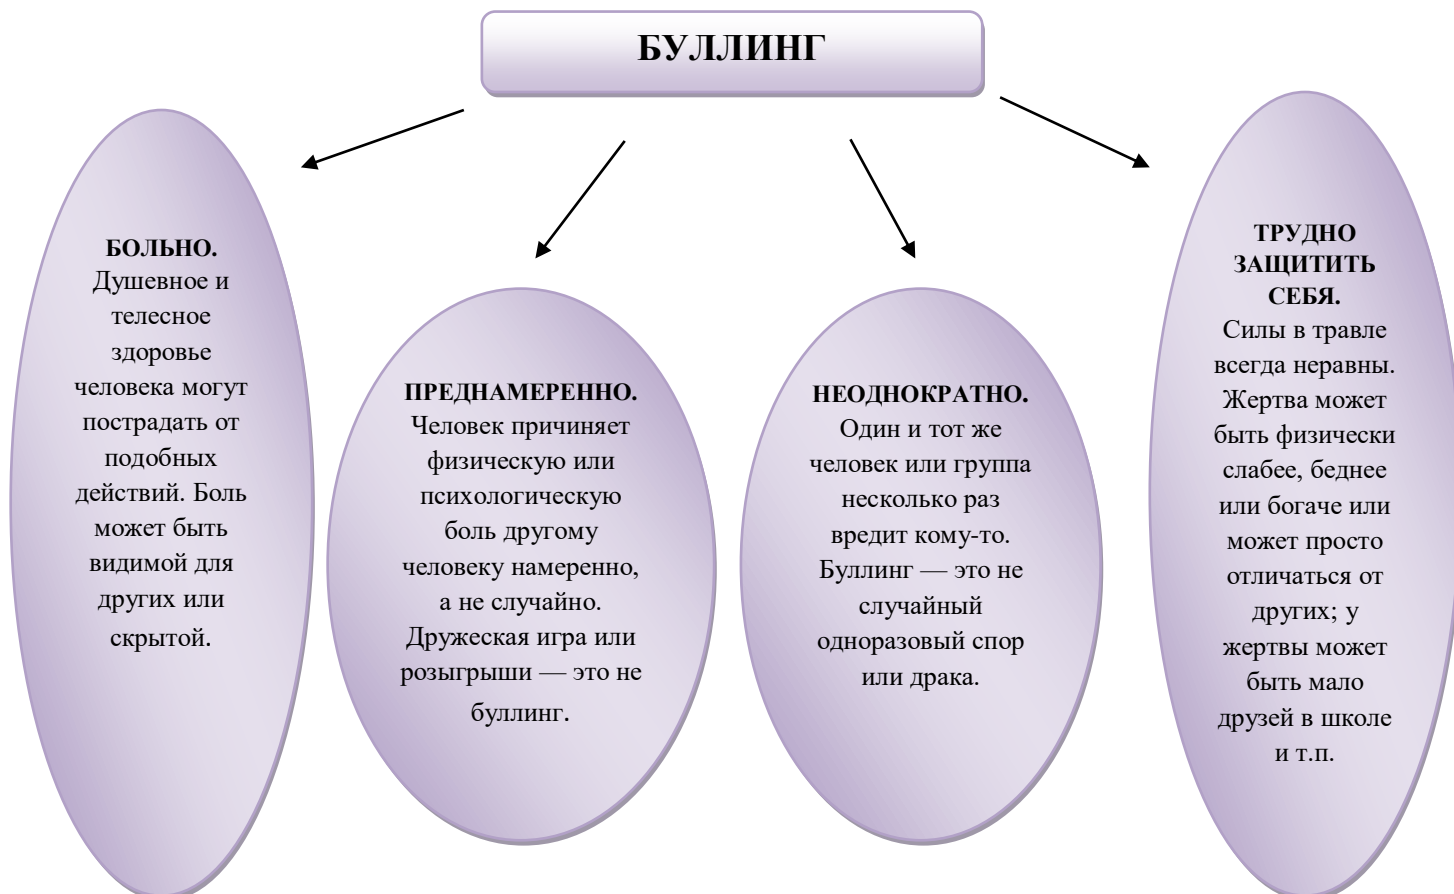 БУЛЛИНГ
БОЛЬНО.
Душевное и
телесное
здоровье
человека могут
пострадать от
подобных
действий. Боль
может быть
видимой для
других или
скрытой.
ПРЕДНАМЕРЕННО.
Человек причиняет
физическую или
психологическую
боль другому
человеку намеренно,
а не случайно.
Дружеская игра или
розыгрыши — это не
буллинг.
НЕОДНОКРАТНО.
Один и тот же
человек или группа
несколько раз
вредит кому-то.
Буллинг — это не
случайный
одноразовый спор
или драка.
ТРУДНО
ЗАЩИТИТЬ
СЕБЯ.
Силы в травле
всегда неравны.
Жертва может
быть физически
слабее, беднее
или богаче или
может просто
отличаться от
других; у
жертвы может
быть мало
друзей в школе
и т.п.